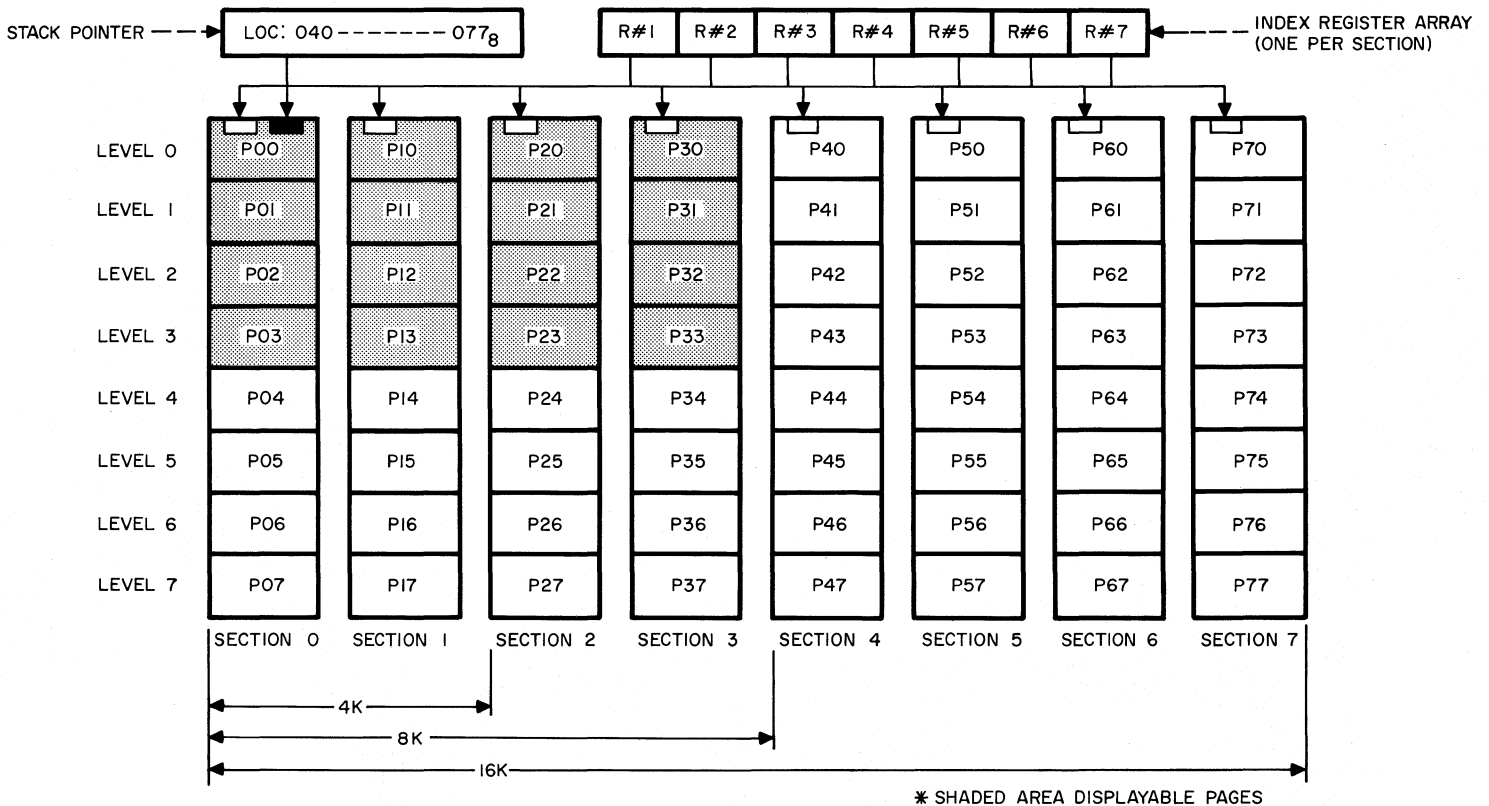 STACK POINTER
LOC: 040 - - - - - - - - 077₈
R#1 R#2 R#3 R#4 R#5 R#6 R#7
INDEX REGISTER ARRAY
(ONE PER SECTION)
LEVEL 0 P00 P10 P20 P30 P40 P50 P60 P70
LEVEL 1 P01 P11 P21 P31 P41 P51 P61 P71
LEVEL 2 P02 P12 P22 P32 P42 P52 P62 P72
LEVEL 3 P03 P13 P23 P33 P43 P53 P63 P73
LEVEL 4 P04 P14 P24 P34 P44 P54 P64 P74
LEVEL 5 P05 P15 P25 P35 P45 P55 P65 P75
LEVEL 6 P06 P16 P26 P36 P46 P56 P66 P76
LEVEL 7 P07 P17 P27 P37 P47 P57 P67 P77
SECTION 0 SECTION 1 SECTION 2 SECTION 3 SECTION 4 SECTION 5 SECTION 6 SECTION 7
4K
8K
16K
* SHADED AREA DISPLAYABLE PAGES